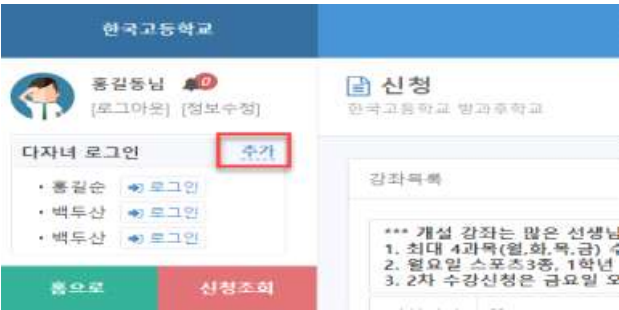 한국고등학교
홍길동님 0
[로그아웃] [정보수정]
다자녀 로그인 추가
• 홍길순 로그인
• 백두산 로그인
• 백두산 로그인
홈으로 신청조회
신청
한국고등학교 방과후학교
강좌목록
*** 개설 강좌는 많은 선생님
1. 최대 4과목(월,화,목,금) 수
2. 월요일 스포츠3종, 1학년
3. 2차 수강신청은 금요일 오